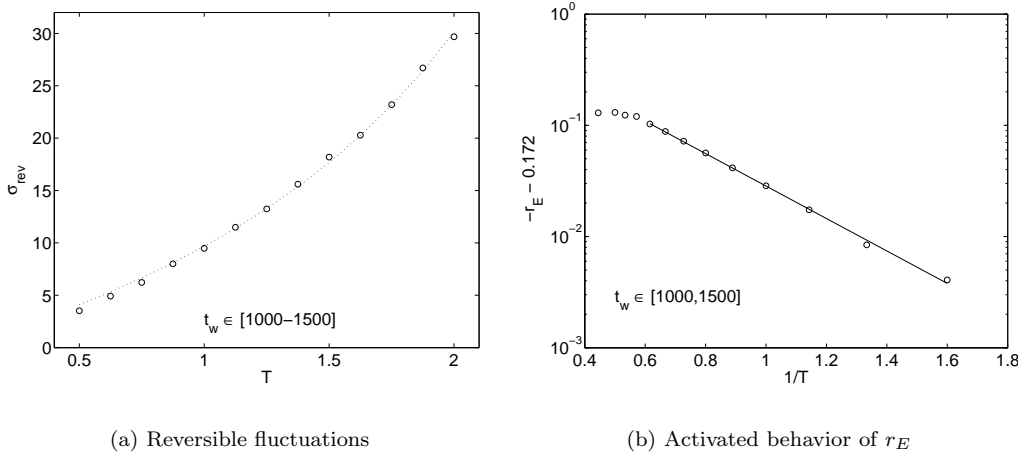 30
25
20
15
10
5
0
σrev
0.5 1 1.5 2
T
t_w ∈ [1000−1500]
(a) Reversible fluctuations
10^0
10^−1
10^−2
10^−3
−r_E − 0.172
0.4 0.6 0.8 1 1.2 1.4 1.6 1.8
1/T
t_w ∈ [1000,1500]
(b) Activated behavior of r_E